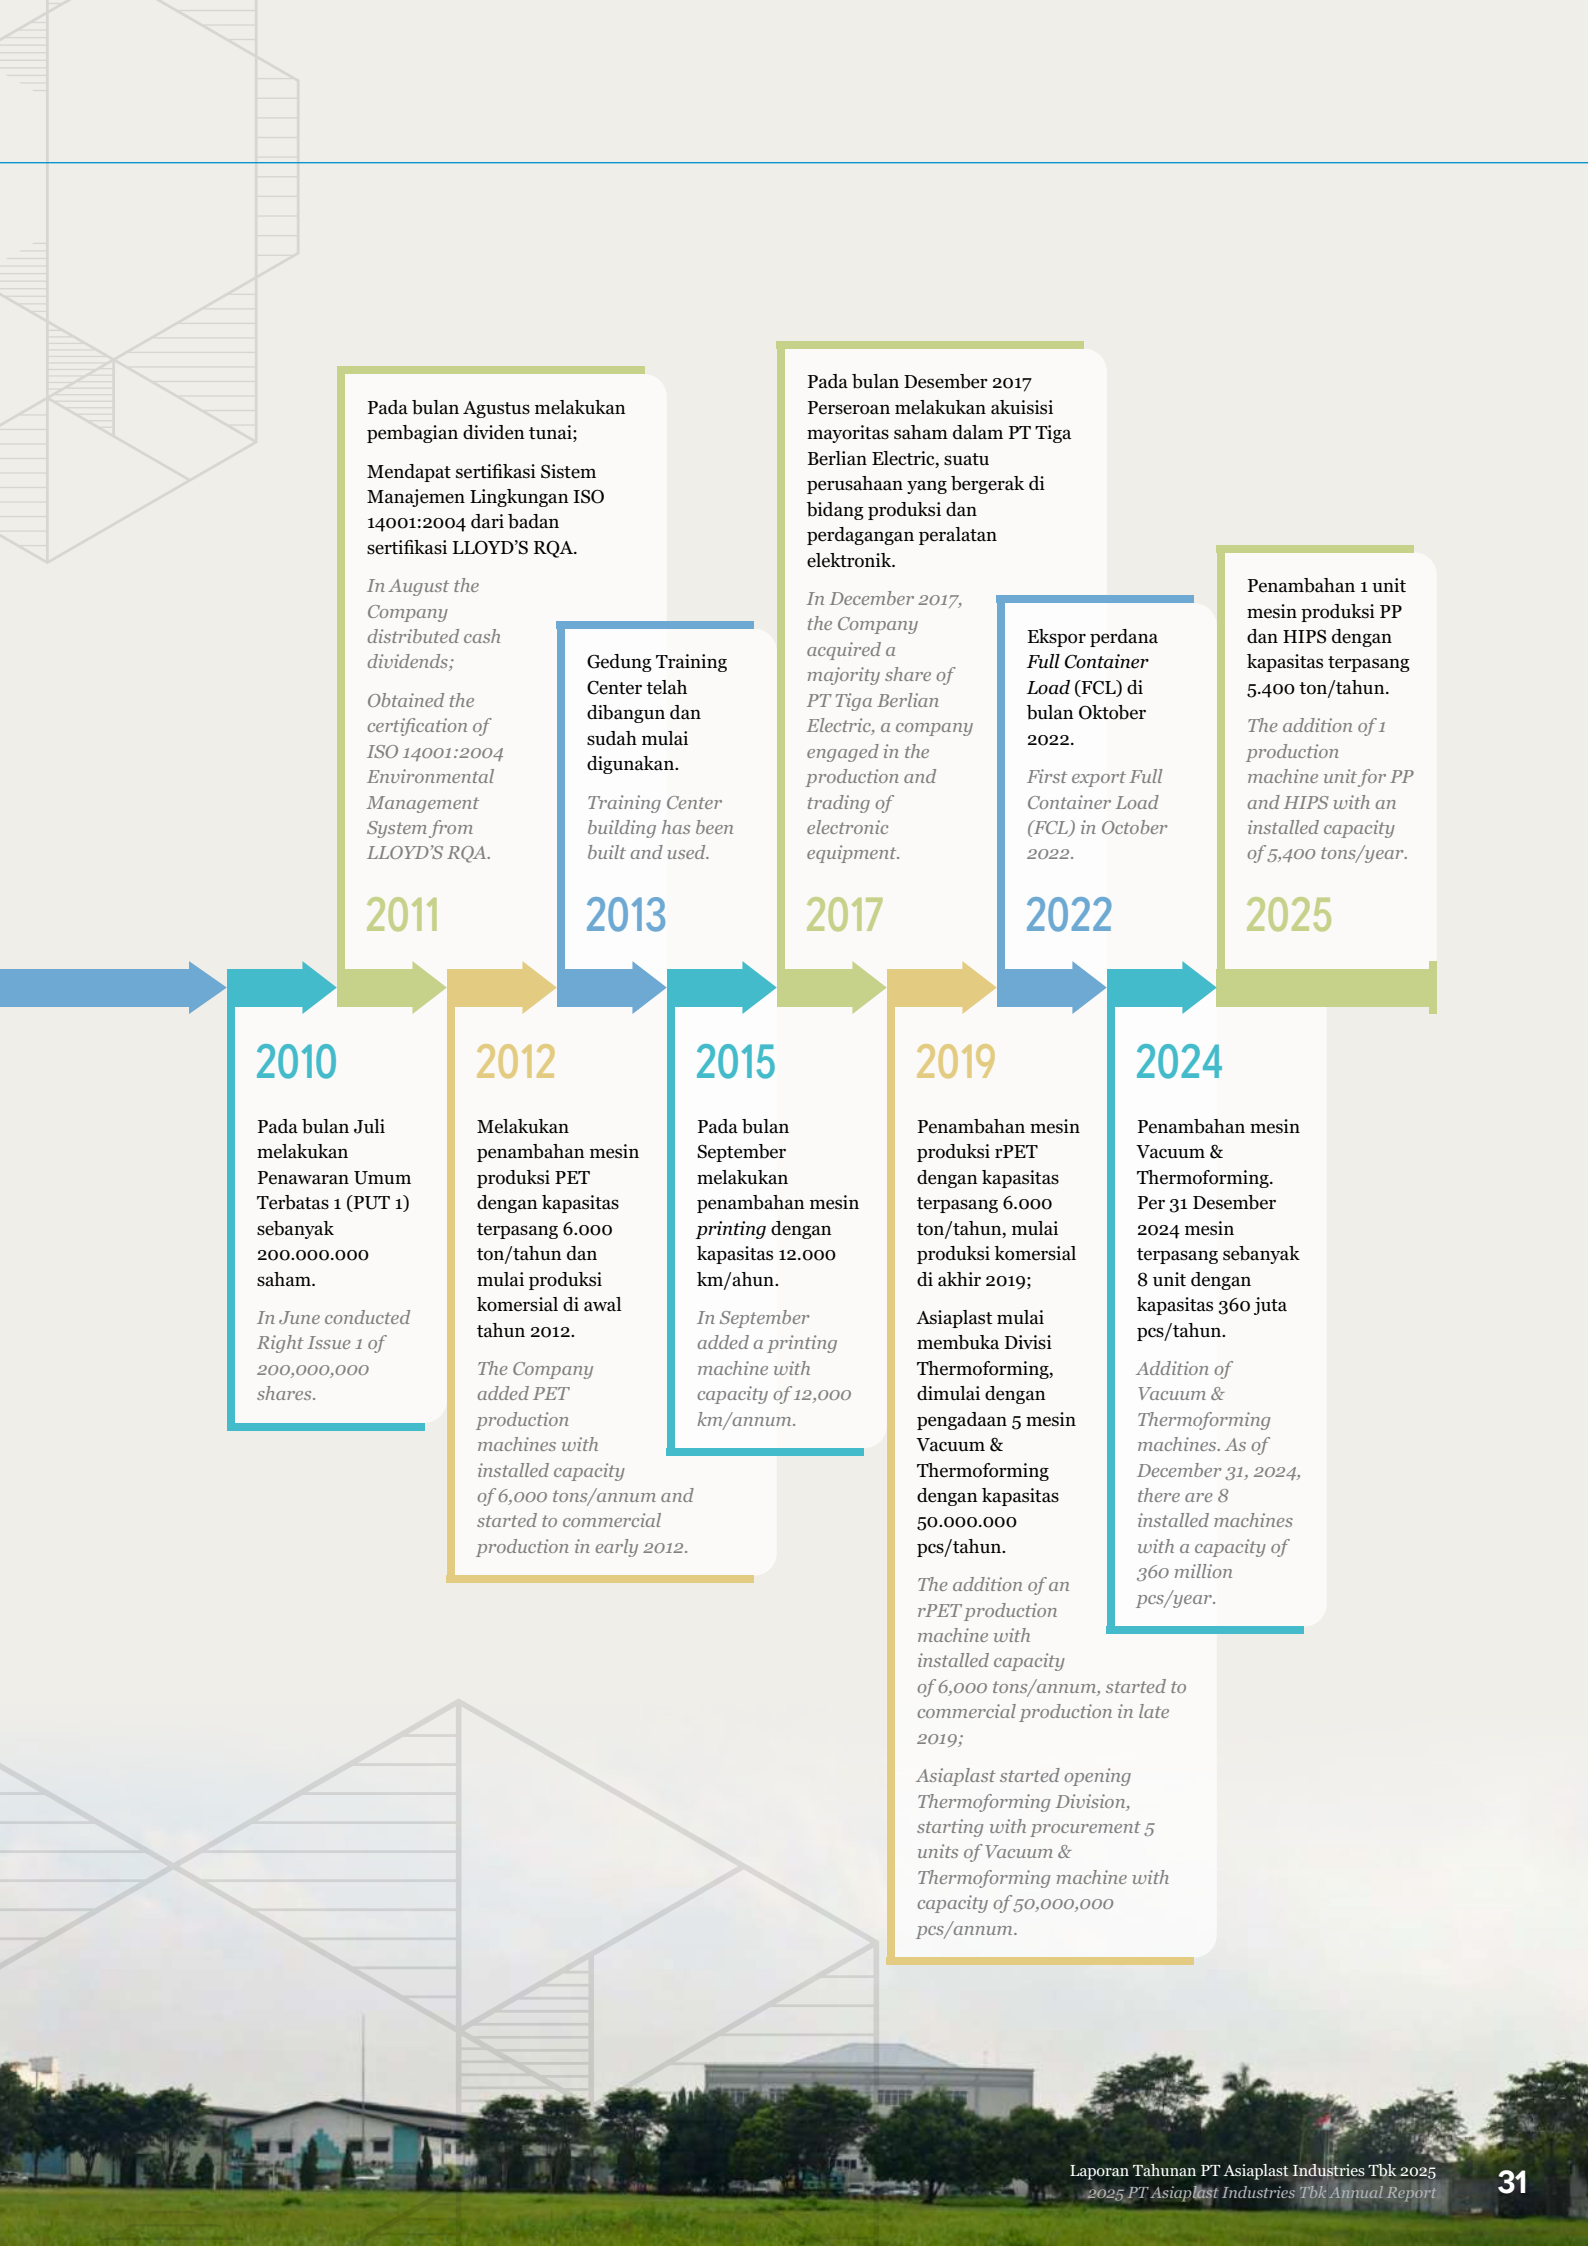 Pada bulan Agustus melakukan
pembagian dividen tunai;
Mendapat sertifikasi Sistem
Manajemen Lingkungan ISO
14001:2004 dari badan
sertifikasi LLOYD'S RQA.
In August the
Company
distributed cash
dividends;
Obtained the
certification of
ISO 14001:2004
Environmental
Management
System from
LLOYD'S RQA.
2011
Gedung Training
Center telah
dibangun dan
sudah mulai
digunakan.
Training Center
building has been
built and used.
2013
Pada bulan Desember 2017
Perseroan melakukan akuisisi
mayoritas saham dalam PT Tiga
Berlian Electric, suatu
perusahaan yang bergerak di
bidang produksi dan
perdagangan peralatan
elektronik.
In December 2017,
the Company
acquired a
majority share of
PT Tiga Berlian
Electric, a company
engaged in the
production and
trading of
electronic
equipment.
2017
Ekspor perdana
Full Container
Load (FCL) di
bulan Oktober
2022.
First export Full
Container Load
(FCL) in October
2022.
2022
Penambahan 1 unit
mesin produksi PP
dan HIPS dengan
kapasitas terpasang
5.400 ton/tahun.
The addition of 1
production
machine unit for PP
and HIPS with an
installed capacity
of 5,400 tons/year.
2025
2010
Pada bulan Juli
melakukan
Penawaran Umum
Terbatas 1 (PUT 1)
sebanyak
200.000.000
saham.
In June conducted
Right Issue 1 of
200,000,000
shares.
2012
Melakukan
penambahan mesin
produksi PET
dengan kapasitas
terpasang 6.000
ton/tahun dan
mulai produksi
komersial di awal
tahun 2012.
The Company
added PET
production
machines with
installed capacity
of 6,000 tons/annum and
started to commercial
production in early 2012.
2015
Pada bulan
September
melakukan
penambahan mesin
printing dengan
kapasitas 12.000
km/ahun.
In September
added a printing
machine with
capacity of 12,000
km/annum.
2019
Penambahan mesin
produksi rPET
dengan kapasitas
terpasang 6.000
ton/tahun, mulai
produksi komersial
di akhir 2019;
Asiaplast mulai
membuka Divisi
Thermoforming,
dimulai dengan
pengadaan 5 mesin
Vacuum &
Thermoforming
dengan kapasitas
50.000.000
pcs/tahun.
The addition of an
rPET production
machine with
installed capacity
of 6,000 tons/annum, started to
commercial production in late
2019;
Asiaplast started opening
Thermoforming Division,
starting with procurement 5
units of Vacuum &
Thermoforming machine with
capacity of 50,000,000
pcs/annum.
2024
Penambahan mesin
Vacuum &
Thermoforming.
Per 31 Desember
2024 mesin
terpasang sebanyak
8 unit dengan
kapasitas 360 juta
pcs/tahun.
Addition of
Vacuum &
Thermoforming
machines. As of
December 31, 2024,
there are 8
installed machines
with a capacity of
360 million
pcs/year.
Laporan Tahunan PT Asiaplast Industries Tbk 2025
2025 PT Asiaplast Industries Tbk Annual Report
31